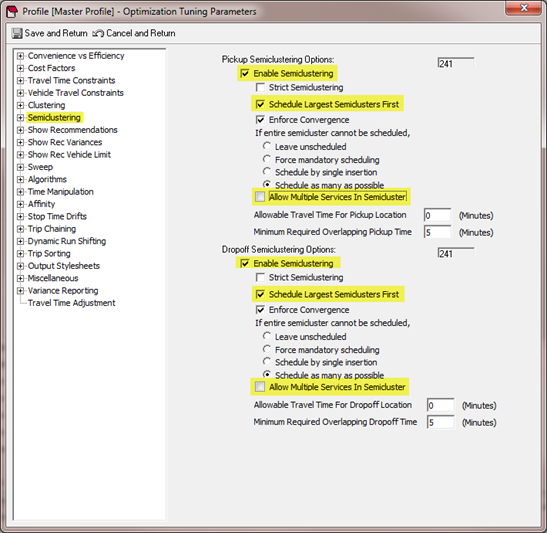 Profile [Master Profile] - Optimization Tuning Parameters
Save and Return Cancel and Return
Convenience vs Efficiency
Cost Factors
Travel Time Constraints
Vehicle Travel Constraints
Clustering
Semiclustering
Show Recommendations
Show Rec Variances
Show Rec Vehicle Limit
Sweep
Algorithms
Time Manipulation
Affinity
Stop Time Drifts
Trip Chaining
Dynamic Run Shifting
Trip Sorting
Output Stylesheets
Miscellaneous
Variance Reporting
Travel Time Adjustment
Pickup Semiclustering Options: 241
Enable Semiclustering
Strict Semiclustering
Schedule Largest Semiclusters First
Enforce Convergence
If entire semicluster cannot be scheduled,
Leave unscheduled
Force mandatory scheduling
Schedule by single insertion
Schedule as many as possible
Allow Multiple Services In Semicluster
Allowable Travel Time For Pickup Location 0 (Minutes)
Minimum Required Overlapping Pickup Time 5 (Minutes)
Dropoff Semiclustering Options: 241
Enable Semiclustering
Strict Semiclustering
Schedule Largest Semiclusters First
Enforce Convergence
If entire semicluster cannot be scheduled,
Leave unscheduled
Force mandatory scheduling
Schedule by single insertion
Schedule as many as possible
Allow Multiple Services In Semicluster
Allowable Travel Time For Dropoff Location 0 (Minutes)
Minimum Required Overlapping Dropoff Time 5 (Minutes)